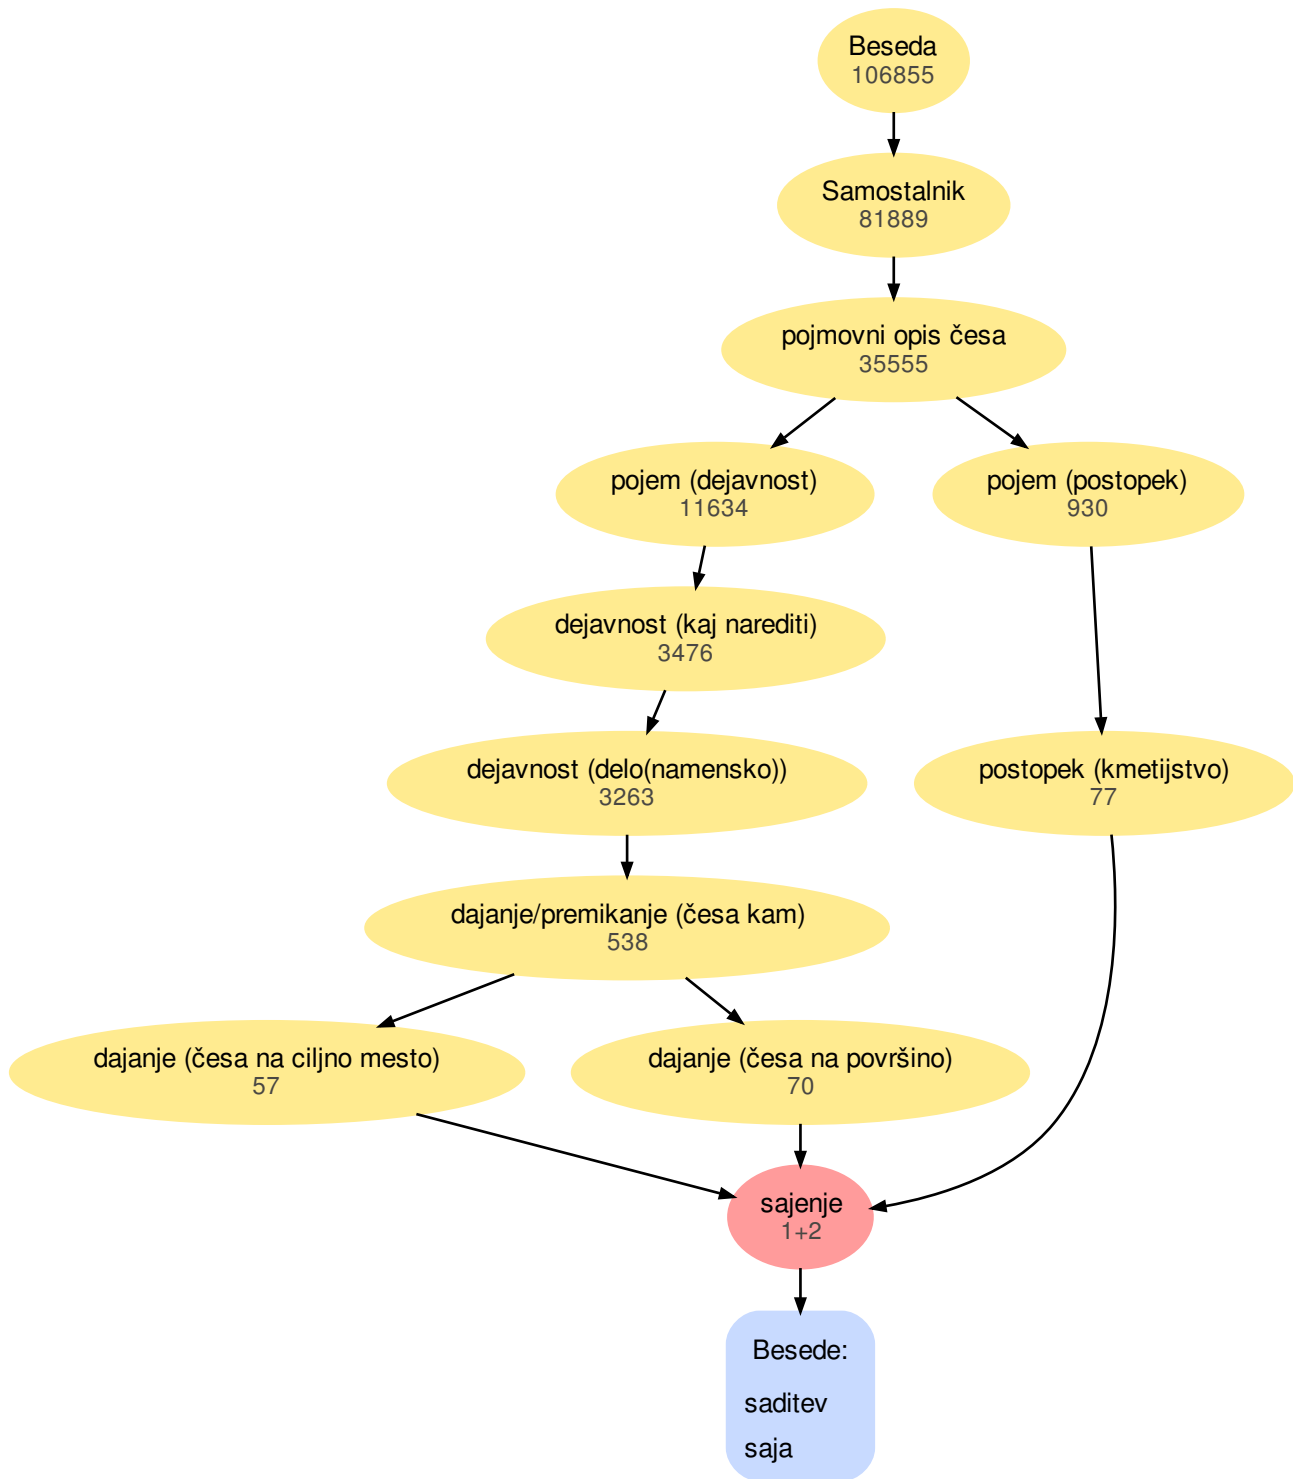 Beseda
106855
Samostalnik
81889
pojmovni opis česa
35555
pojem (dejavnost)
11634
pojem (postopek)
930
dejavnost (kaj narediti)
3476
dejavnost (delo(namensko))
3263
postopek (kmetijstvo)
77
dajanje/premikanje (česa kam)
538
dajanje (česa na ciljno mesto)
57
dajanje (česa na površino)
70
sajenje
1+2
Besede:
saditev
saja